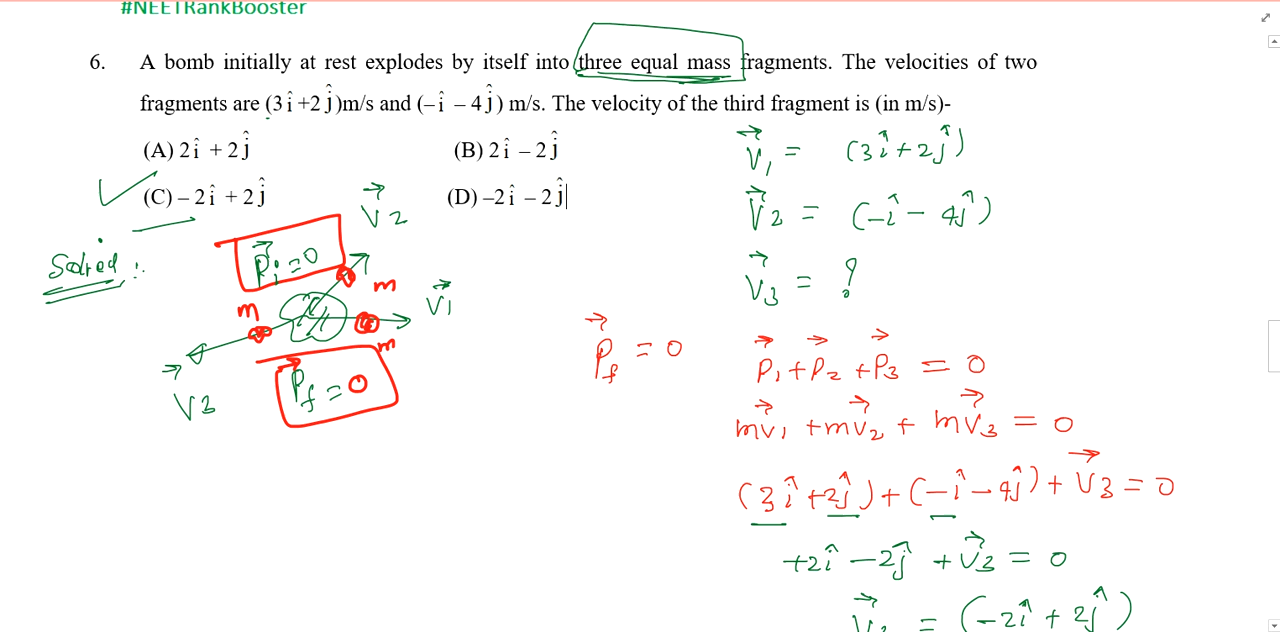 #NEETRankBooster
6. A bomb initially at rest explodes by itself into three equal mass fragments. The velocities of two
fragments are (3î+2ĵ)m/s and (−î −4ĵ) m/s. The velocity of the third fragment is (in m/s)-
(A) 2î + 2ĵ (B) 2î − 2ĵ
(C) − 2î + 2ĵ (D) −2î − 2ĵ
Solved :.
P⃗i = 0
V⃗2
m
m
V⃗1
m
V⃗3
P⃗f = 0
P⃗f = 0
V⃗1 = (3î+2ĵ)
V⃗2 = (−î − 4ĵ)
V⃗3 = ?
P⃗1+P⃗2+P⃗3 = 0
mv⃗1 +mv⃗2 + mv⃗3 = 0
(3î+2ĵ)+(−î−4ĵ)+V⃗3=0
+2î −2ĵ +V⃗3 = 0
= (−2î + 2ĵ)